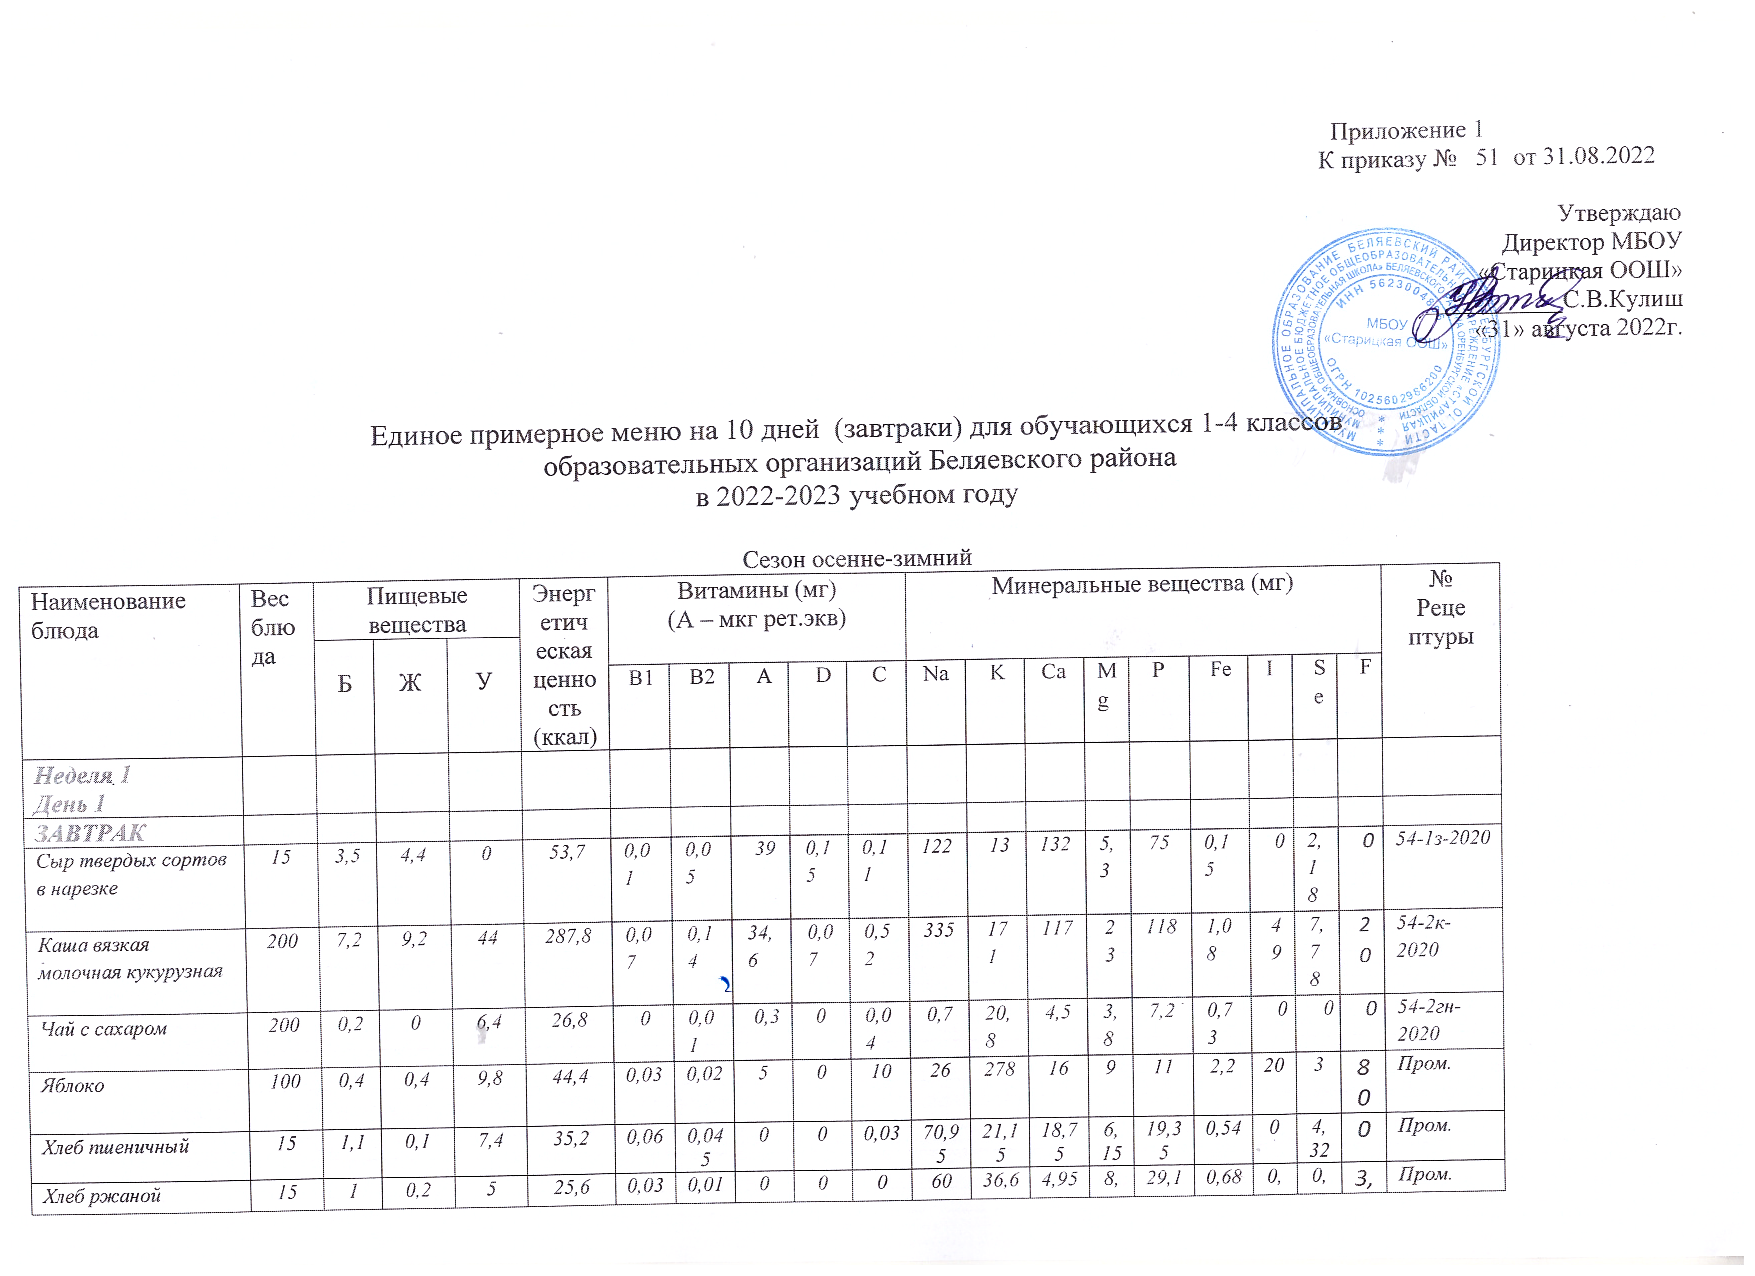 Приложение 1
К приказу № 51 от 31.08.2022
Утверждаю
Директор МБОУ
«Старицкая ООШ»
С.В.Кулиш
«31» августа 2022г.
МБОУ
«Старицкая ООШ»
ОГРН 1025602986200
Единое примерное меню на 10 дней (завтраки) для обучающихся 1-4 классов
образовательных организаций Беляевского района
в 2022-2023 учебном году
Сезон осенне-зимний
Наименование блюда Вес блюда Пищевые вещества Энергетическая ценность (ккал) Витамины (мг) (А – мкг рет.экв) Минеральные вещества (мг) № Рецептуры
Б Ж У В1 В2 А D С Na K Ca Mg P Fe I Se F
Неделя 1
День 1
ЗАВТРАК
Сыр твердых сортов в нарезке 15 3,5 4,4 0 53,7 0,01 0,05 39 0,15 0,11 122 13 132 5,3 75 0,15 0 2,18 0 54-1з-2020
Каша вязкая молочная кукурузная 200 7,2 9,2 44 287,8 0,07 0,14 34,6 0,07 0,52 335 171 117 23 118 1,08 49 7,78 20 54-2к-2020
Чай с сахаром 200 0,2 0 6,4 26,8 0 0,01 0,3 0 0,04 0,7 20,8 4,5 3,8 7,2 0,73 0 0 0 54-2гн-2020
Яблоко 100 0,4 0,4 9,8 44,4 0,03 0,02 5 0 10 26 278 16 9 11 2,2 20 3 80 Пром.
Хлеб пшеничный 15 1,1 0,1 7,4 35,2 0,06 0,045 0 0 0,03 70,95 21,15 18,75 6,15 19,35 0,54 0 4,32 0 Пром.
Хлеб ржаной 15 1 0,2 5 25,6 0,03 0,01 0 0 0 60 36,6 4,95 8, 29,1 0,68 0, 0, 3, Пром.